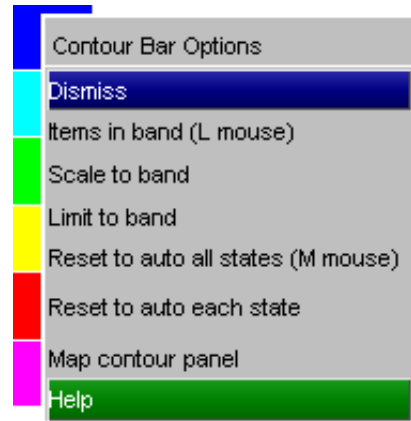 Contour Bar Options
Dismiss
Items in band (L mouse)
Scale to band
Limit to band
Reset to auto all states (M mouse)
Reset to auto each state
Map contour panel
Help